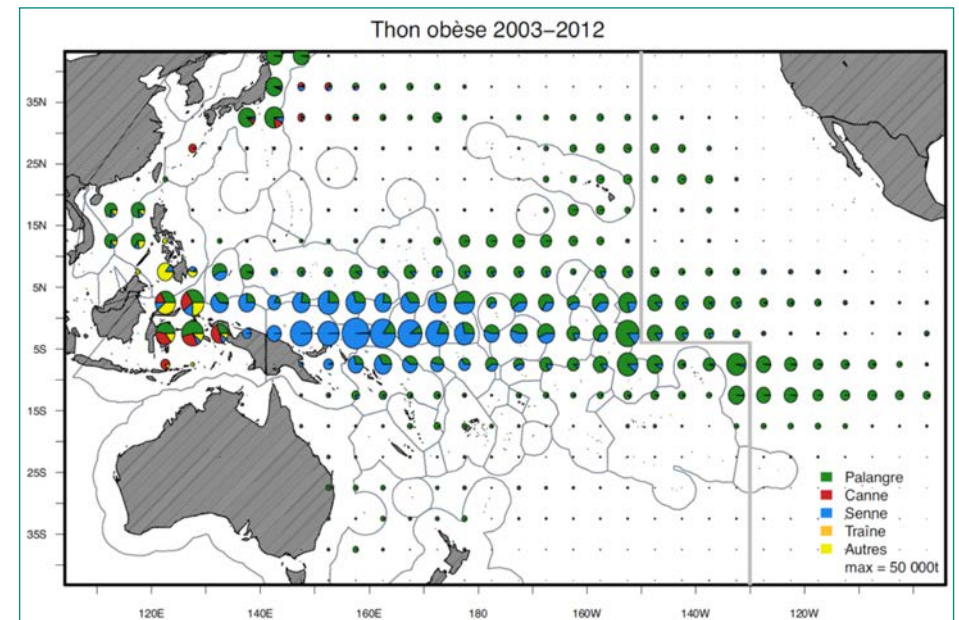 Thon obèse 2003–2012
35N
25N
15N
5N
5S
15S
25S
35S
Palangre
Canne
Senne
Traîne
Autres
max = 50 000t
120E 140E 160E 180 160W 140W 120W